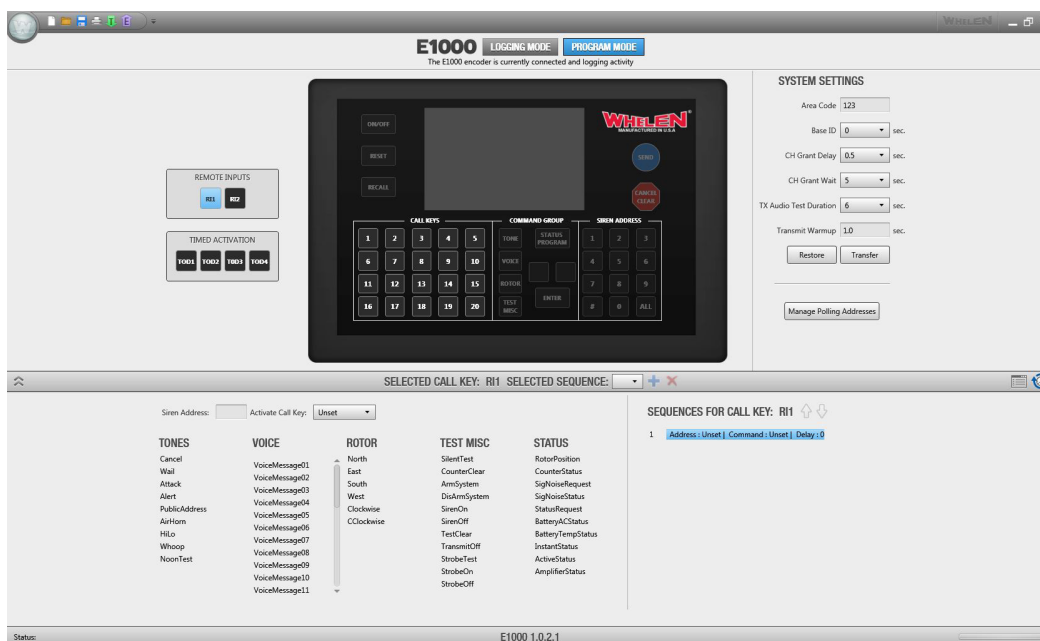 WHELEN
E1000 LOGGING MODE PROGRAM MODE
The E1000 encoder is currently connected and logging activity
REMOTE INPUTS
RI1 RI2
TIMED ACTIVATION
TOD1 TOD2 TOD3 TOD4
ON/OFF
RESET
RECALL
WHELEN
MANUFACTURED IN U.S.A
SEND
CANCEL
CLEAR
CALL KEYS COMMAND GROUP SIREN ADDRESS
1 2 3 4 5 TONE STATUS PROGRAM 1 2 3
6 7 8 9 10 VOICE 4 5 6
11 12 13 14 15 ROTOR 7 8 9
16 17 18 19 20 TEST MISC ENTER # 0 ALL
SYSTEM SETTINGS
Area Code 123
Base ID 0 sec.
CH Grant Delay 0.5 sec.
CH Grant Wait 5 sec.
TX Audio Test Duration 6 sec.
Transmit Warmup 1.0 sec.
Restore Transfer
Manage Polling Addresses
SELECTED CALL KEY: RI1 SELECTED SEQUENCE:
Siren Address: Activate Call Key: Unset
TONES
Cancel
Wail
Attack
Alert
PublicAddress
AirHorn
HiLo
Whoop
NoonTest
VOICE
VoiceMessage01
VoiceMessage02
VoiceMessage03
VoiceMessage04
VoiceMessage05
VoiceMessage06
VoiceMessage07
VoiceMessage08
VoiceMessage09
VoiceMessage10
VoiceMessage11
ROTOR
North
East
South
West
Clockwise
CClockwise
TEST MISC
SilentTest
CounterClear
ArmSystem
DisArmSystem
SirenOn
SirenOff
TestClear
TransmitOff
StrobeTest
StrobeOn
StrobeOff
STATUS
RotorPosition
CounterStatus
SigNoiseRequest
SigNoiseStatus
StatusRequest
BatteryACStatus
BatteryTempStatus
InstantStatus
ActiveStatus
AmplifierStatus
SEQUENCES FOR CALL KEY: RI1
1 Address : Unset | Command : Unset | Delay : 0
Status: E1000 1.0.2.1